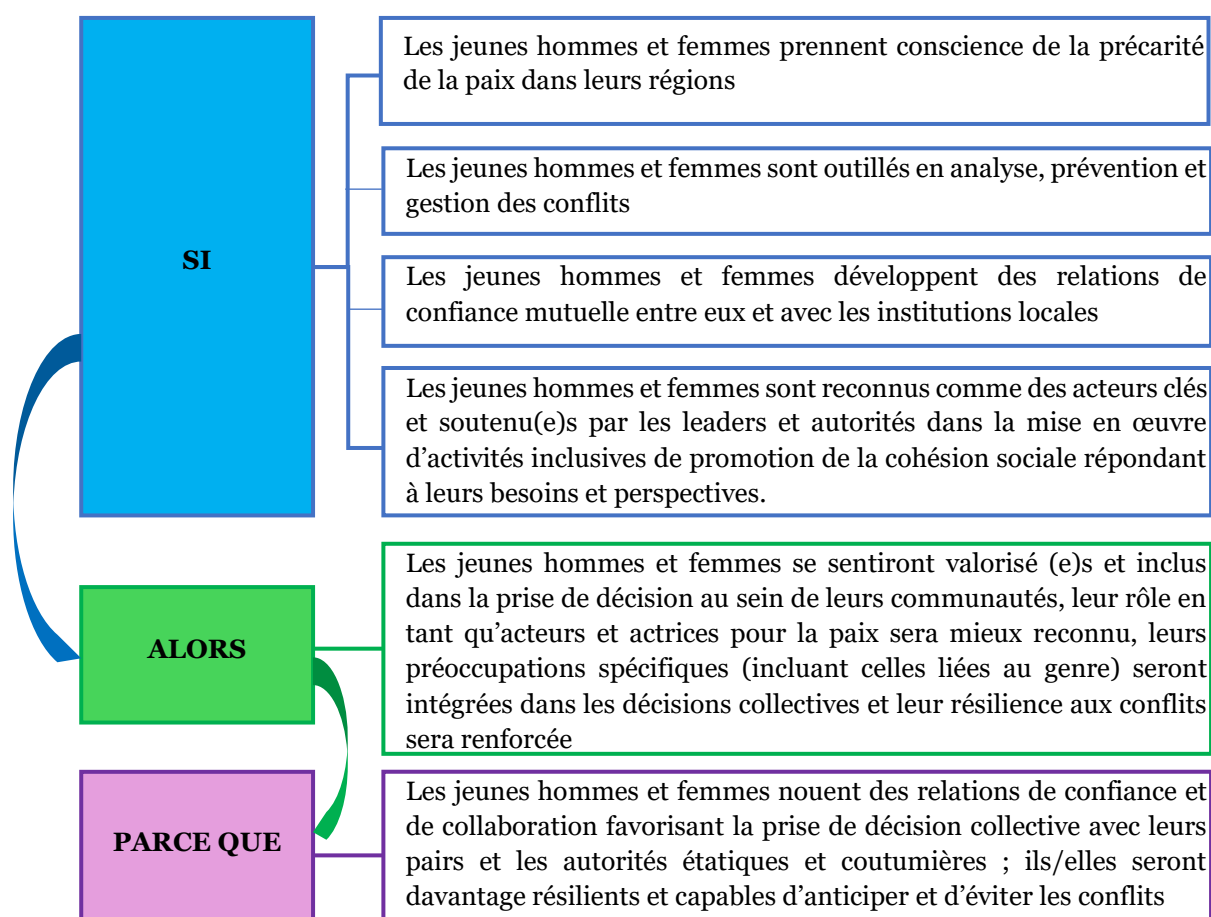 SI
Les jeunes hommes et femmes prennent conscience de la précarité
de la paix dans leurs régions
Les jeunes hommes et femmes sont outillés en analyse, prévention et
gestion des conflits
Les jeunes hommes et femmes développent des relations de
confiance mutuelle entre eux et avec les institutions locales
Les jeunes hommes et femmes sont reconnus comme des acteurs clés
et soutenu(e)s par les leaders et autorités dans la mise en œuvre
d’activités inclusives de promotion de la cohésion sociale répondant
à leurs besoins et perspectives.
ALORS
Les jeunes hommes et femmes se sentiront valorisé (e)s et inclus
dans la prise de décision au sein de leurs communautés, leur rôle en
tant qu’acteurs et actrices pour la paix sera mieux reconnu, leurs
préoccupations spécifiques (incluant celles liées au genre) seront
intégrées dans les décisions collectives et leur résilience aux conflits
sera renforcée
PARCE QUE
Les jeunes hommes et femmes nouent des relations de confiance et
de collaboration favorisant la prise de décision collective avec leurs
pairs et les autorités étatiques et coutumières ; ils/elles seront
davantage résilients et capables d’anticiper et d’éviter les conflits